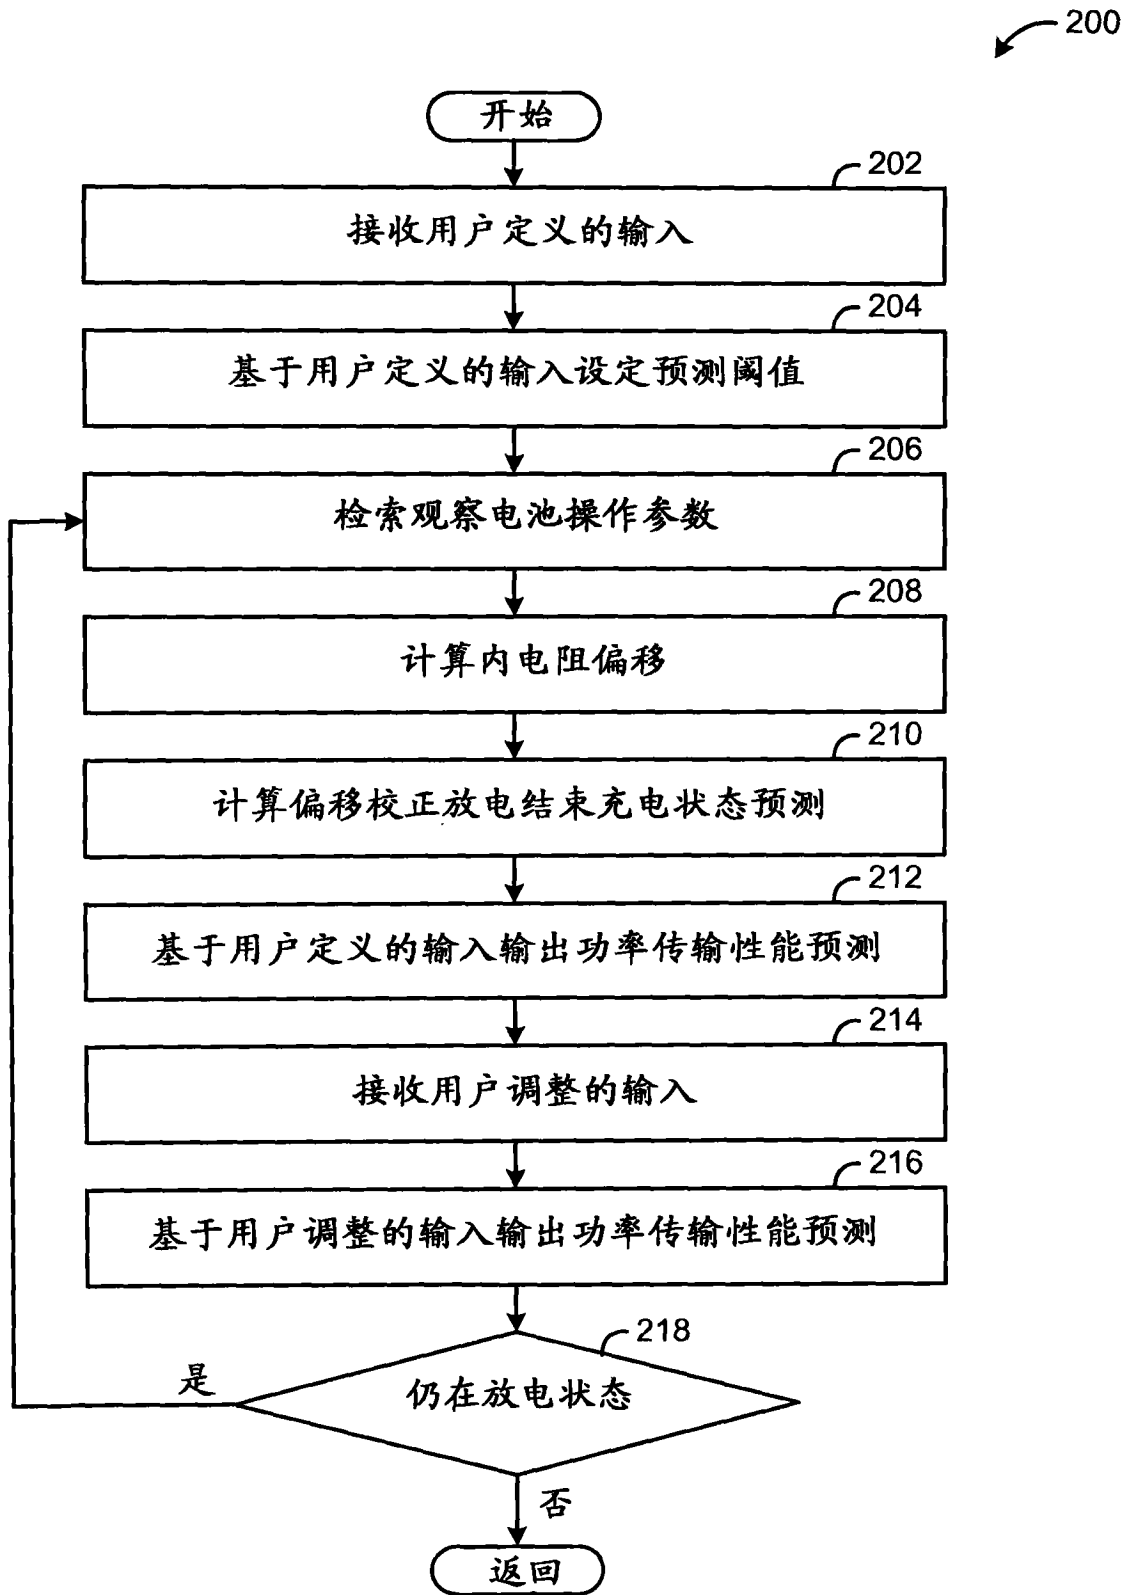 200
开始
202
接收用户定义的输入
204
基于用户定义的输入设定预测阈值
206
检索观察电池操作参数
208
计算内电阻偏移
210
计算偏移校正放电结束充电状态预测
212
基于用户定义的输入输出功率传输性能预测
214
接收用户调整的输入
216
基于用户调整的输入输出功率传输性能预测
218
是
仍在放电状态
否
返回